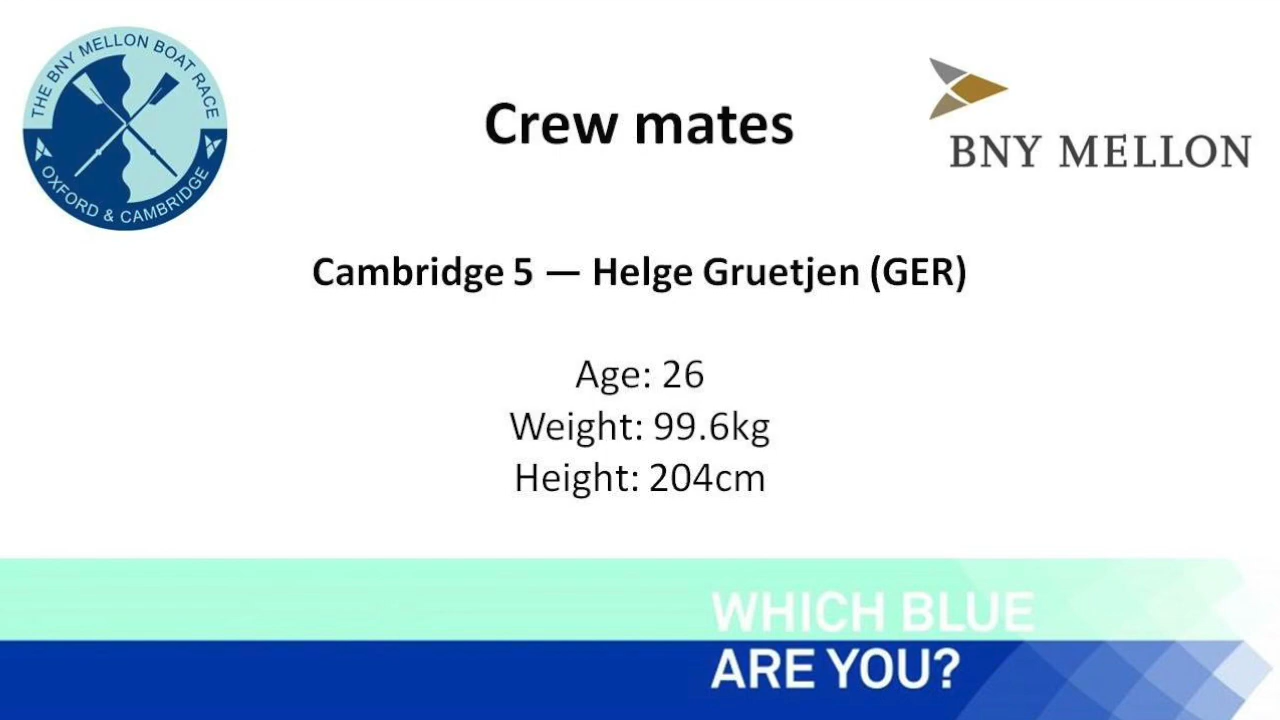 THE BNY MELLON BOAT RACE
OXFORD & CAMBRIDGE
Crew mates
BNY MELLON
Cambridge 5 — Helge Gruetjen (GER)
Age: 26
Weight: 99.6kg
Height: 204cm
WHICH BLUE
ARE YOU?